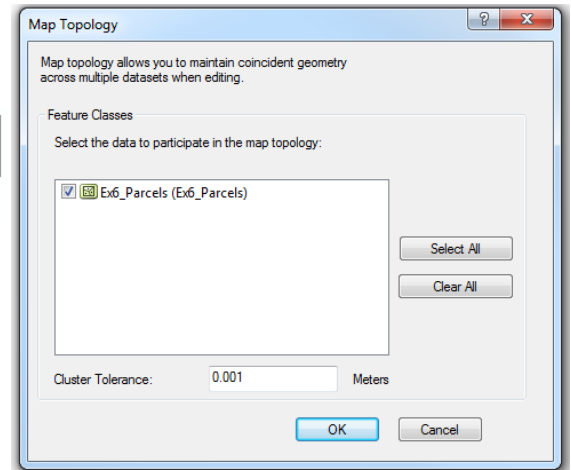 Map Topology
Map topology allows you to maintain coincident geometry
across multiple datasets when editing.
Feature Classes
Select the data to participate in the map topology:
Ex6_Parcels (Ex6_Parcels)
Select All
Clear All
Cluster Tolerance: 0.001 Meters
OK Cancel